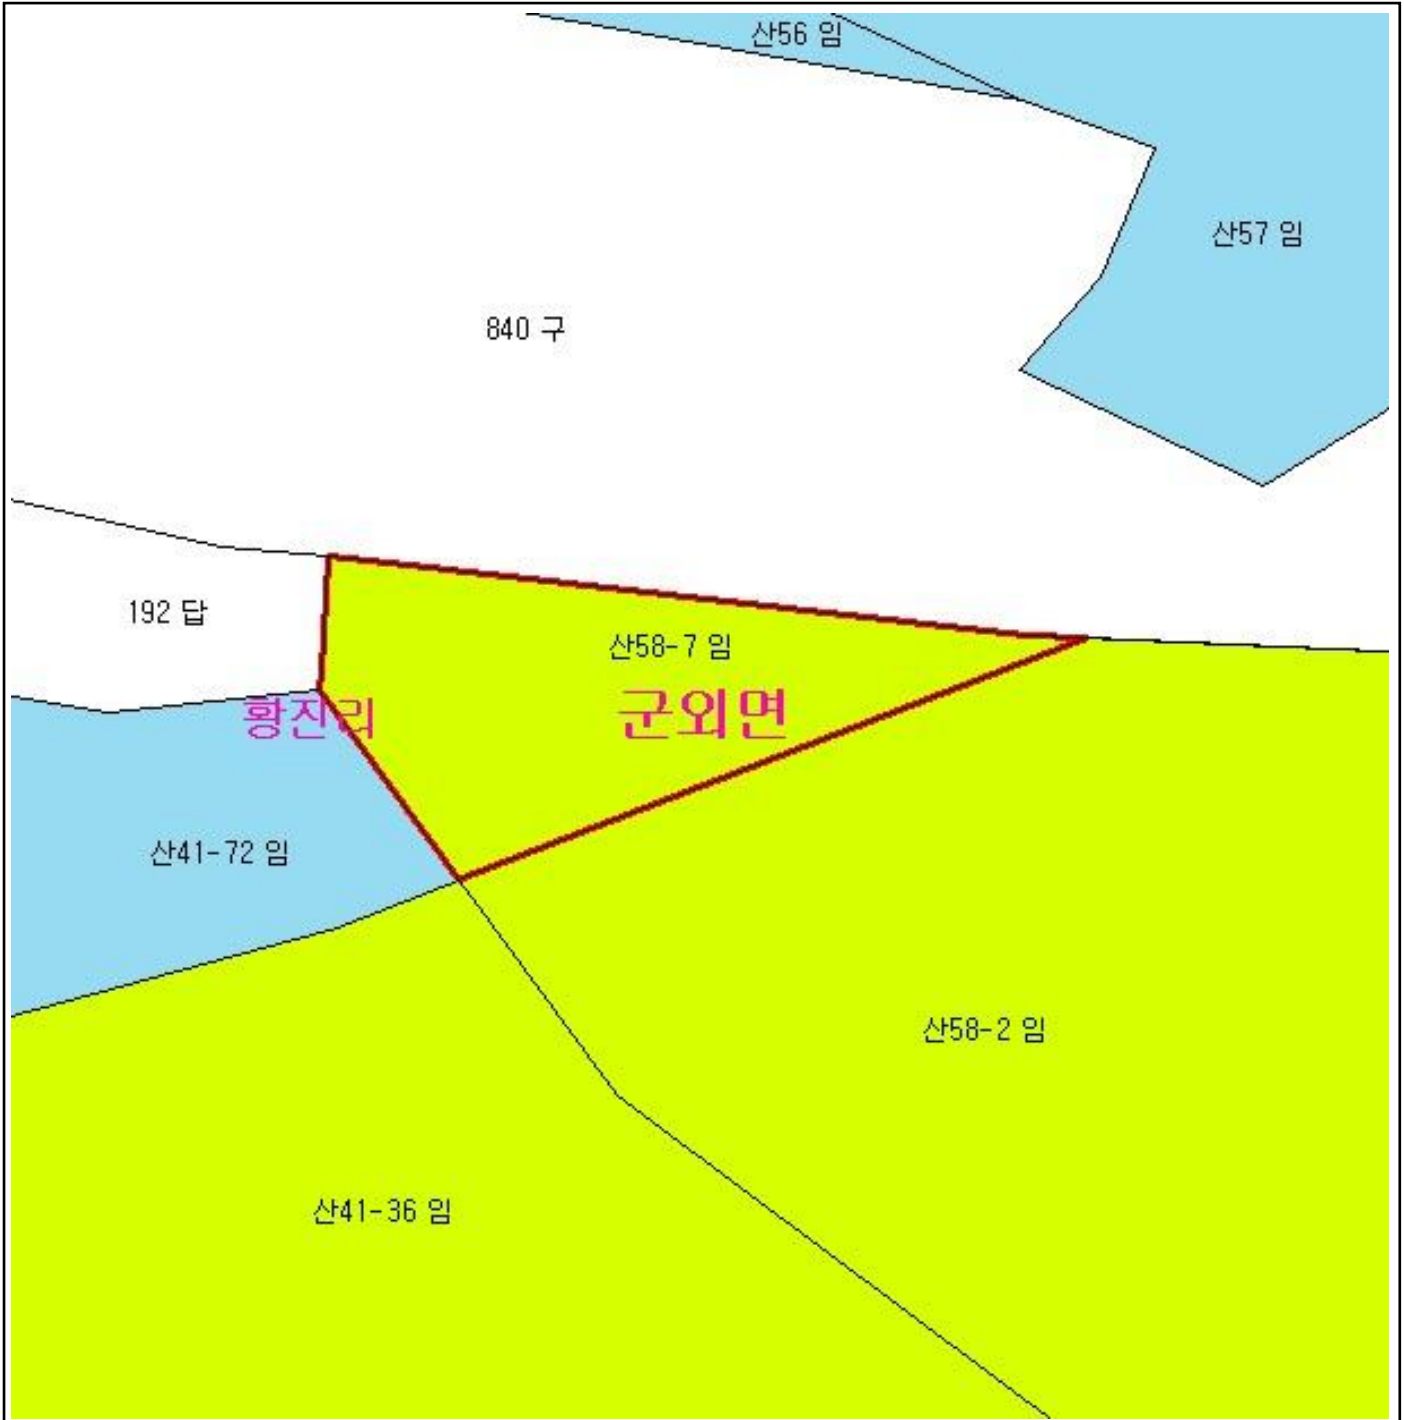 산56 임
산57 임
840 구
192 답
산58-7 임
황진리
군외면
산41-72 임
산58-2 임
산41-36 임